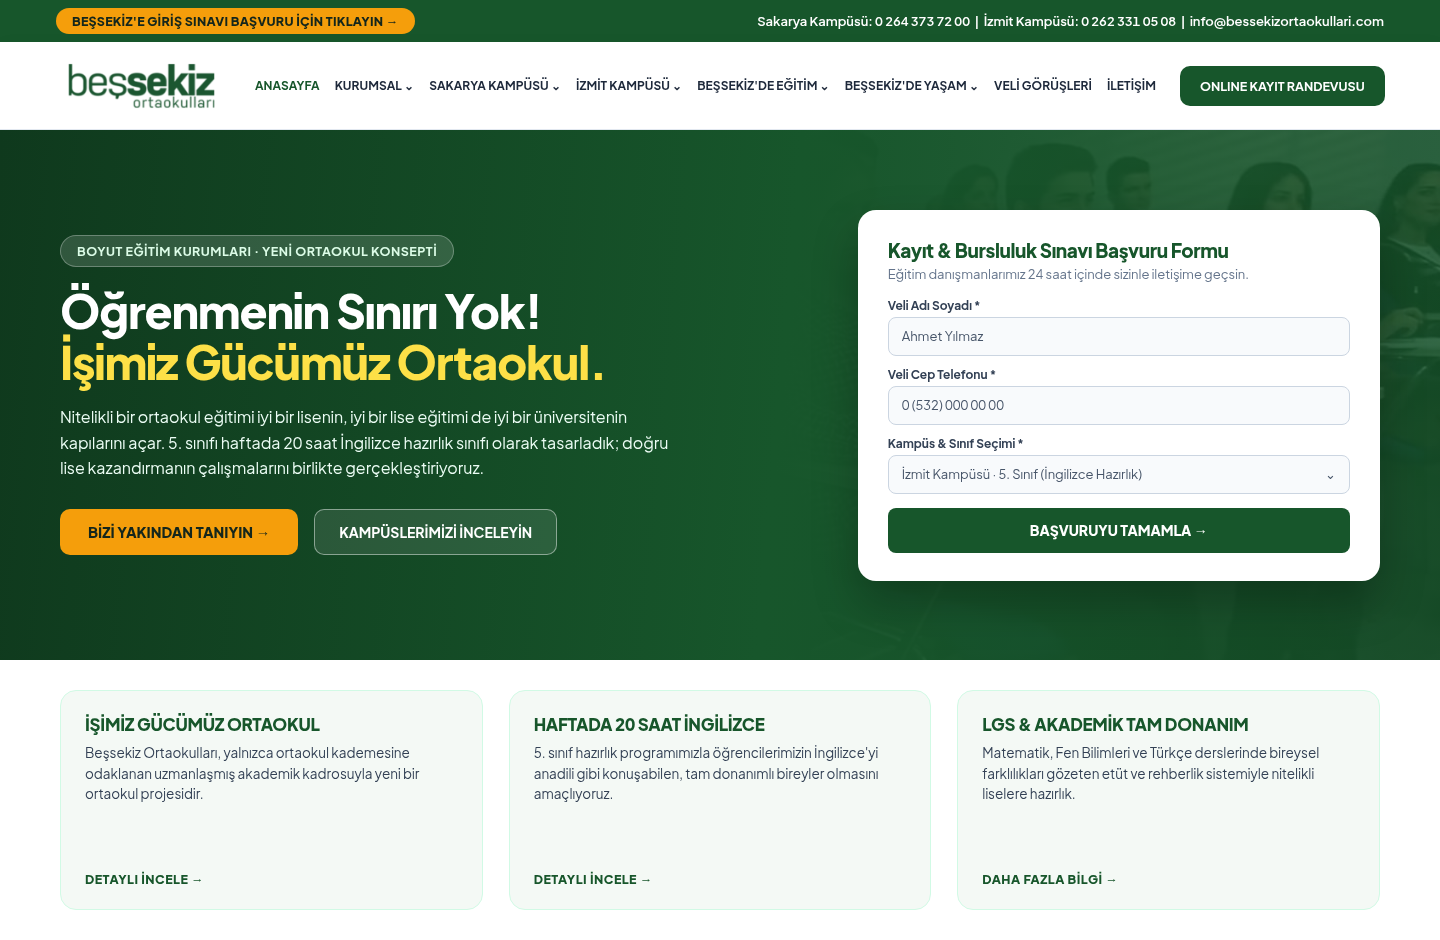 BEŞSEKİZ'E GİRİŞ SINAVI BAŞVURU İÇİN TIKLAYIN →
Sakarya Kampüsü: 0 264 373 72 00 | İzmit Kampüsü: 0 262 331 05 08 | info@bessekizortaokullari.com
beşsekiz
ortaokulları
ANASAYFA KURUMSAL ⌄ SAKARYA KAMPÜSÜ ⌄ İZMİT KAMPÜSÜ ⌄ BEŞSEKİZ'DE EĞİTİM ⌄ BEŞSEKİZ'DE YAŞAM ⌄ VELİ GÖRÜŞLERİ İLETİŞİM
ONLINE KAYIT RANDEVUSU
BOYUT EĞİTİM KURUMLARI · YENİ ORTAOKUL KONSEPTİ
Öğrenmenin Sınırı Yok!
İşimiz Gücümüz Ortaokul.
Nitelikli bir ortaokul eğitimi iyi bir lisenin, iyi bir lise eğitimi de iyi bir üniversitenin
kapılarını açar. 5. sınıfı haftada 20 saat İngilizce hazırlık sınıfı olarak tasarladık; doğru
lise kazandırmanın çalışmalarını birlikte gerçekleştiriyoruz.
BİZİ YAKINDAN TANIYIN →
KAMPÜSLERİMİZİ İNCELEYİN
Kayıt & Bursluluk Sınavı Başvuru Formu
Eğitim danışmanlarımız 24 saat içinde sizinle iletişime geçsin.
Veli Adı Soyadı *
Ahmet Yılmaz
Veli Cep Telefonu *
0 (532) 000 00 00
Kampüs & Sınıf Seçimi *
İzmit Kampüsü · 5. Sınıf (İngilizce Hazırlık) ⌄
BAŞVURUYU TAMAMLA →
İŞİMİZ GÜCÜMÜZ ORTAOKUL
Beşsekiz Ortaokulları, yalnızca ortaokul kademesine
odaklanan uzmanlaşmış akademik kadrosuyla yeni bir
ortaokul projesidir.
DETAYLI İNCELE →
HAFTADA 20 SAAT İNGİLİZCE
5. sınıf hazırlık programımızla öğrencilerimizin İngilizce'yi
anadili gibi konuşabilen, tam donanımlı bireyler olmasını
amaçlıyoruz.
DETAYLI İNCELE →
LGS & AKADEMİK TAM DONANIM
Matematik, Fen Bilimleri ve Türkçe derslerinde bireysel
farklılıkları gözeten etüt ve rehberlik sistemiyle nitelikli
liselere hazırlık.
DAHA FAZLA BİLGİ →